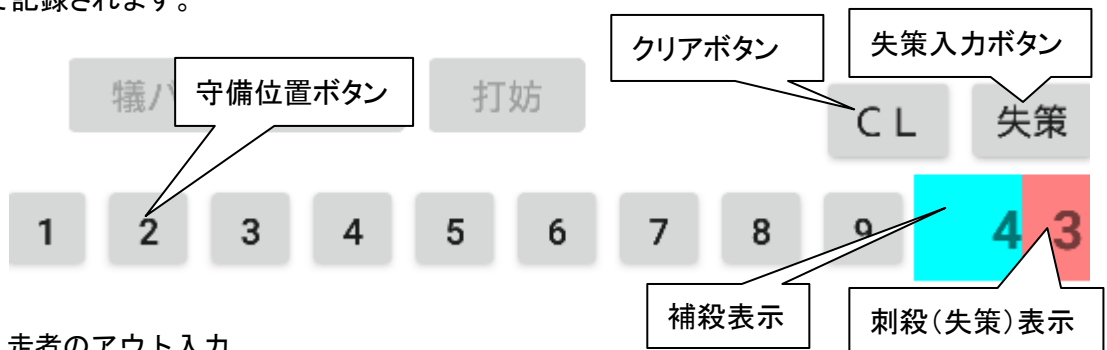 記録されます。
クリアボタン 失策入力ボタン
犠 守備位置ボタン 打妨
CL 失策
1 2 3 4 5 6 7 8 9 4 3
補殺表示 刺殺(失策)表示
走者のアウト入力